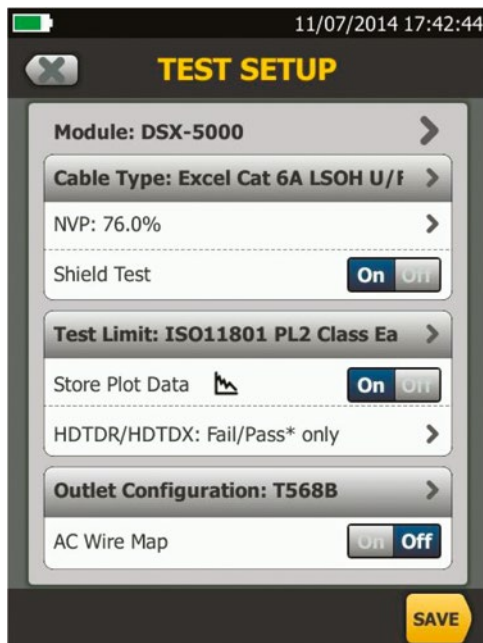 11/07/2014 17:42:44
TEST SETUP
Module: DSX-5000
Cable Type: Excel Cat 6A LSOH U/F
NVP: 76.0%
Shield Test On Off
Test Limit: ISO11801 PL2 Class Ea
Store Plot Data On Off
HDTDR/HDTDX: Fail/Pass* only
Outlet Configuration: T568B
AC Wire Map On Off
SAVE